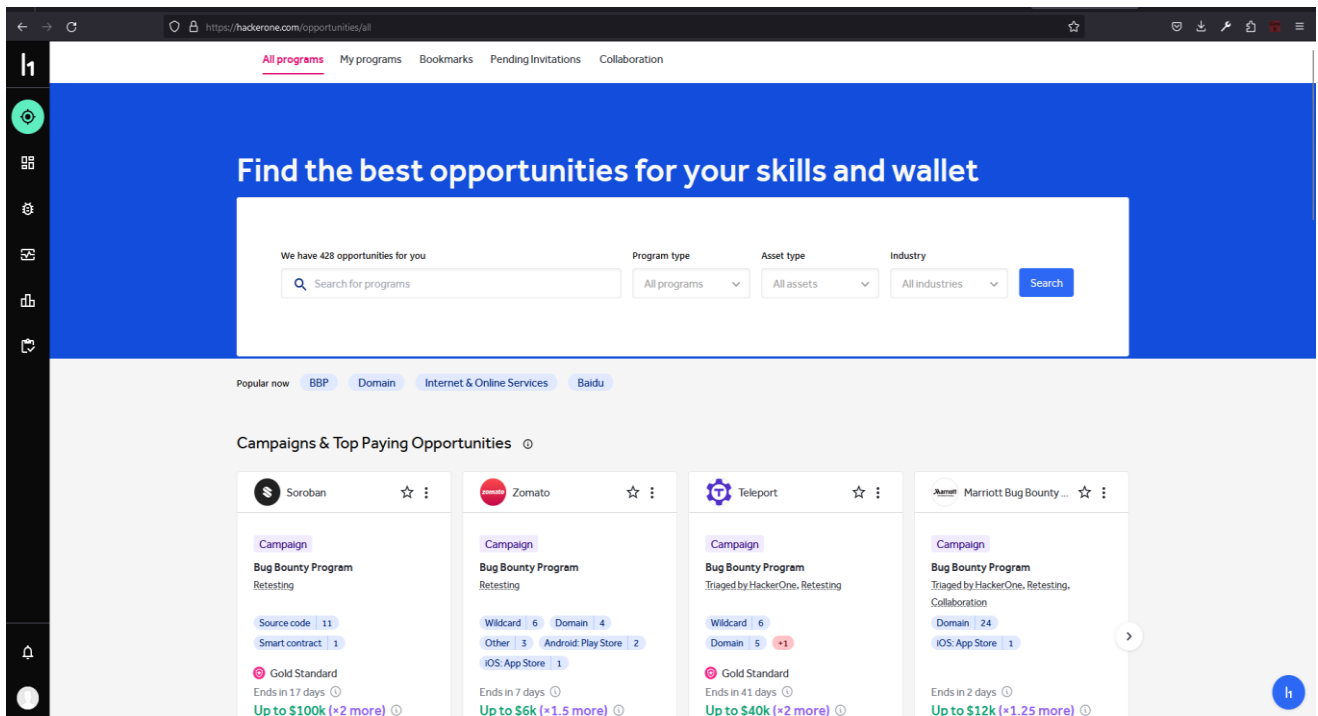 https://hackerone.com/opportunities/all
h1
All programs My programs Bookmarks Pending Invitations Collaboration
Find the best opportunities for your skills and wallet
We have 428 opportunities for you Program type Asset type Industry
Search for programs All programs All assets All industries Search
Popular now BBP Domain Internet & Online Services Baidu
Campaigns & Top Paying Opportunities
Soroban
Campaign
Bug Bounty Program
Retesting
Source code 11
Smart contract 1
Gold Standard
Ends in 17 days
Up to $100k (×2 more)
zomato Zomato
Campaign
Bug Bounty Program
Retesting
Wildcard 6 Domain 4
Other 3 Android: Play Store 2
iOS: App Store 1
Ends in 7 days
Up to $6k (×1.5 more)
T Teleport
Campaign
Bug Bounty Program
Triaged by HackerOne, Retesting
Wildcard 6
Domain 5 +1
Gold Standard
Ends in 41 days
Up to $40k (×2 more)
Marriott Marriott Bug Bounty ...
Campaign
Bug Bounty Program
Triaged by HackerOne, Retesting,
Collaboration
Domain 24
iOS: App Store 1
Ends in 2 days
Up to $12k (×1.25 more)
h1